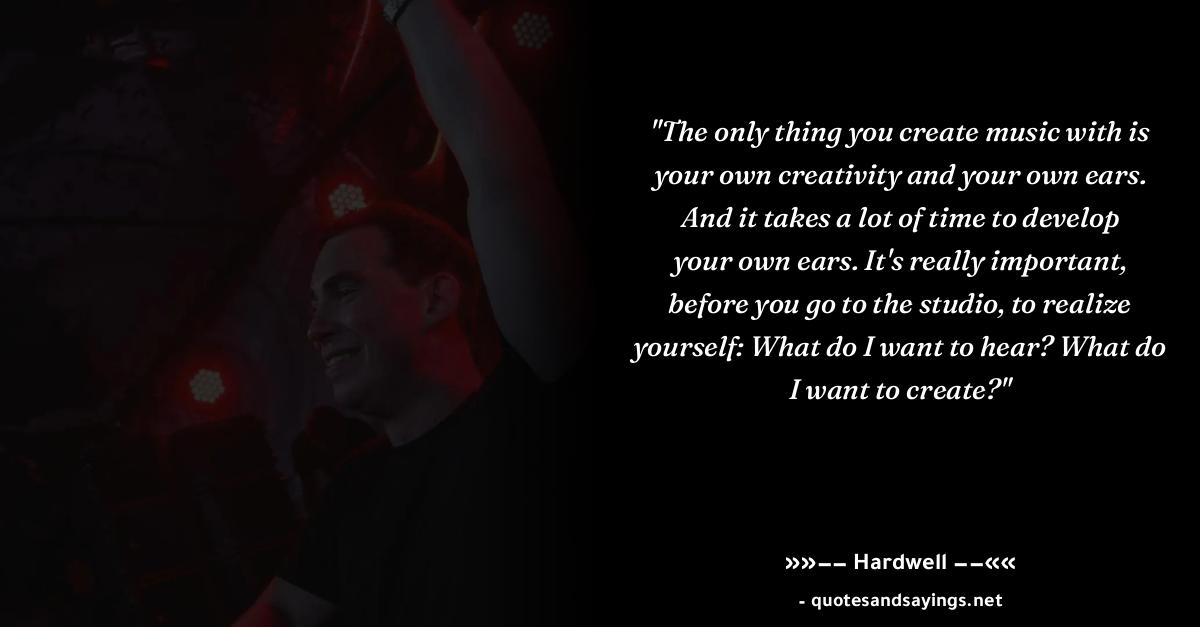 "The only thing you create music with is
your own creativity and your own ears.
And it takes a lot of time to develop
your own ears. It's really important,
before you go to the studio, to realize
yourself: What do I want to hear? What do
I want to create?"
»»–– Hardwell ––««
- quotesandsayings.net